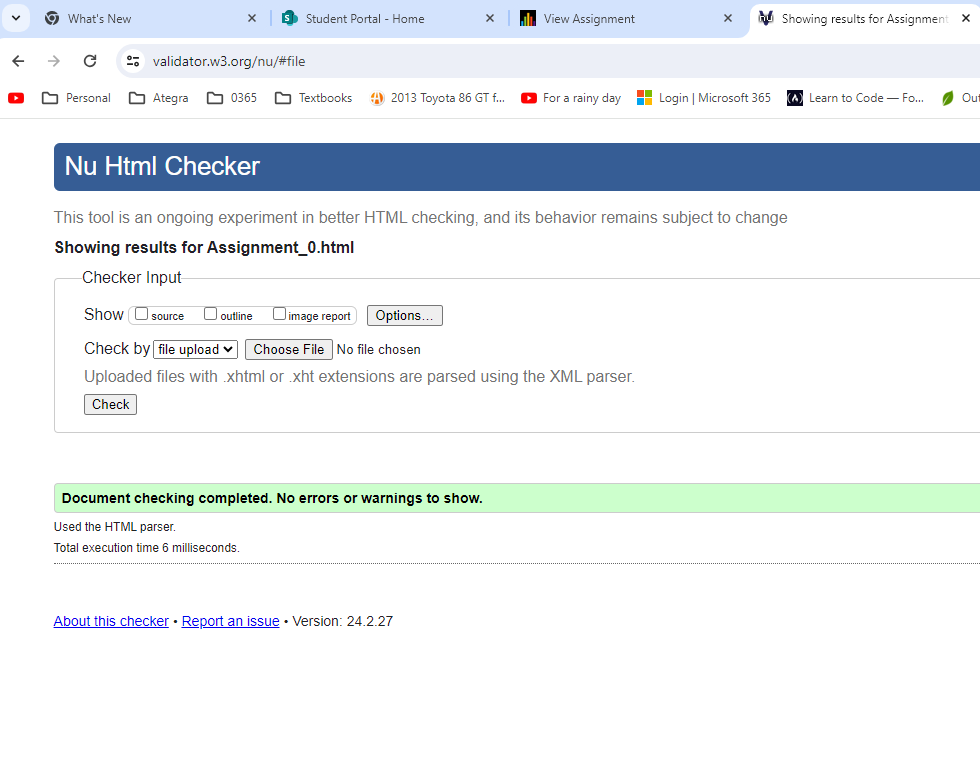 What's New
Student Portal - Home
View Assignment
Showing results for Assignment
validator.w3.org/nu/#file
Personal
Ategra
0365
Textbooks
2013 Toyota 86 GT f...
For a rainy day
Login | Microsoft 365
Learn to Code — Fo...
Out
Nu Html Checker
This tool is an ongoing experiment in better HTML checking, and its behavior remains subject to change
Showing results for Assignment_0.html
Checker Input
Show source outline image report Options...
Check by file upload Choose File No file chosen
Uploaded files with .xhtml or .xht extensions are parsed using the XML parser.
Check
Document checking completed. No errors or warnings to show.
Used the HTML parser.
Total execution time 6 milliseconds.
About this checker • Report an issue • Version: 24.2.27